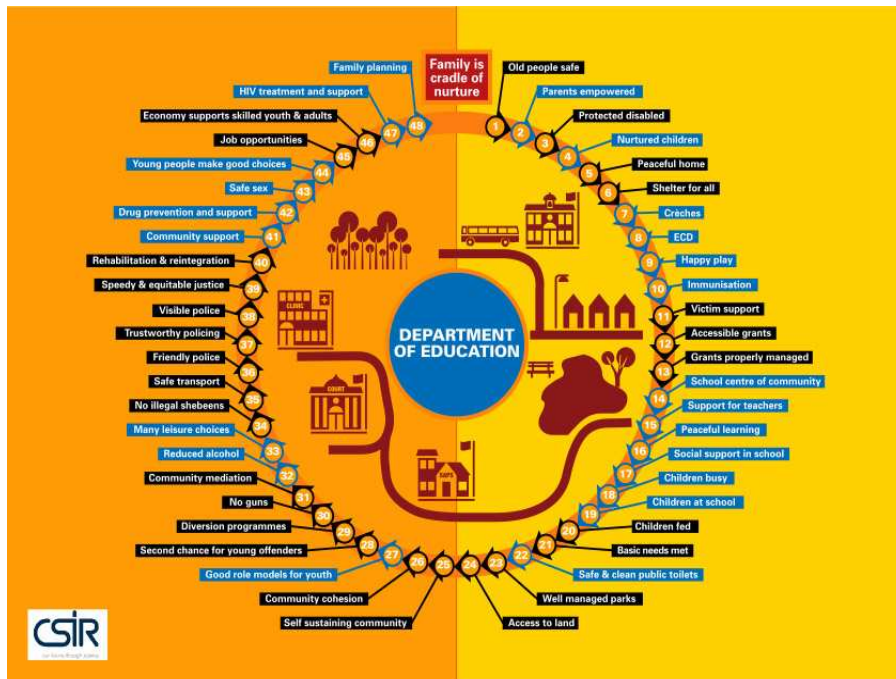 Family is
cradle of
nurture
1 Old people safe
2 Parents empowered
3 Protected disabled
4 Nurtured children
5 Peaceful home
6 Shelter for all
7 Crèches
8 ECD
9 Happy play
10 Immunisation
11 Victim support
12 Accessible grants
13 Grants properly managed
14 School centre of community
15 Support for teachers
16 Peaceful learning
17 Social support in school
18 Children busy
19 Children at school
20 Children fed
21 Basic needs met
22 Safe & clean public toilets
23 Well managed parks
24 Access to land
25 Self sustaining community
26 Community cohesion
27 Good role models for youth
28 Second chance for young offenders
29 Diversion programmes
30 No guns
31 Community mediation
32 Reduced alcohol
33 Many leisure choices
34 No illegal shebeens
35 Safe transport
36 Friendly police
37 Trustworthy policing
38 Visible police
39 Speedy & equitable justice
40 Rehabilitation & reintegration
41 Community support
42 Drug prevention and support
43 Safe sex
44 Young people make good choices
45 Job opportunities
46 Economy supports skilled youth & adults
47 HIV treatment and support
48 Family planning
DEPARTMENT
OF EDUCATION
CLINIC
COURT
SAPS
CSIR
our future through science